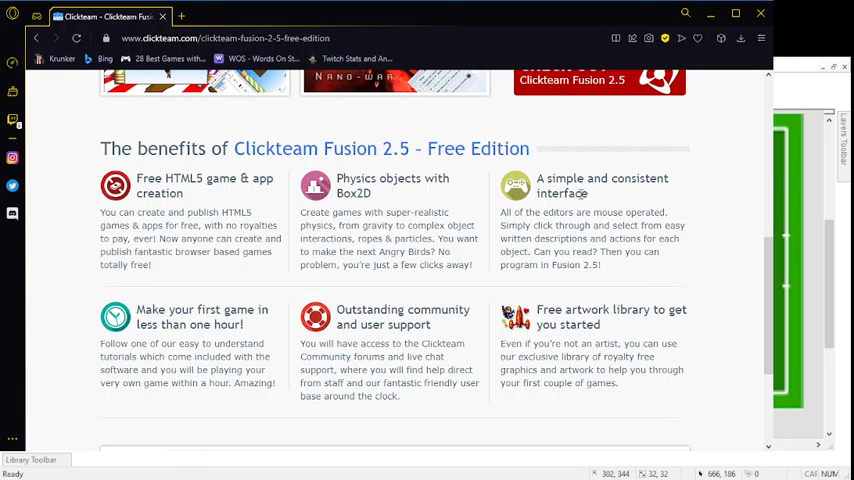 Clickteam - Clickteam Fus
www.clickteam.com/clickteam-fusion-2-5-free-edition
Krunker
Bing
28 Best Games with...
WOS - Words On St...
Twitch Stats and An...
NANO-WAR
Clickteam Fusion 2.5
Layers Toolbar
The benefits of Clickteam Fusion 2.5 - Free Edition
Free HTML5 game & app
creation
You can create and publish HTML5
games & apps for free, with no royalties
to pay, ever! Now anyone can create and
publish fantastic browser based games
totally free!
Physics objects with
Box2D
Create games with super-realistic
physics, from gravity to complex object
interactions, ropes & particles. You want
to make the next Angry Birds? No
problem, you're just a few clicks away!
A simple and consistent
interface
All of the editors are mouse operated.
Simply click through and select from easy
written descriptions and actions for each
object. Can you read? Then you can
program in Fusion 2.5!
Make your first game in
less than one hour!
Follow one of our easy to understand
tutorials which come included with the
software and you will be playing your
very own game within a hour. Amazing!
Outstanding community
and user support
You will have access to the Clickteam
Community forums and live chat
support, where you will find help direct
from staff and our fantastic friendly user
base around the clock.
Free artwork library to get
you started
Even if you're not an artist, you can use
our exclusive library of royalty free
graphics and artwork to help you through
your first couple of games.
Library Toolbar
Ready
302, 344
32, 32
666, 186
0
CAP
NUM